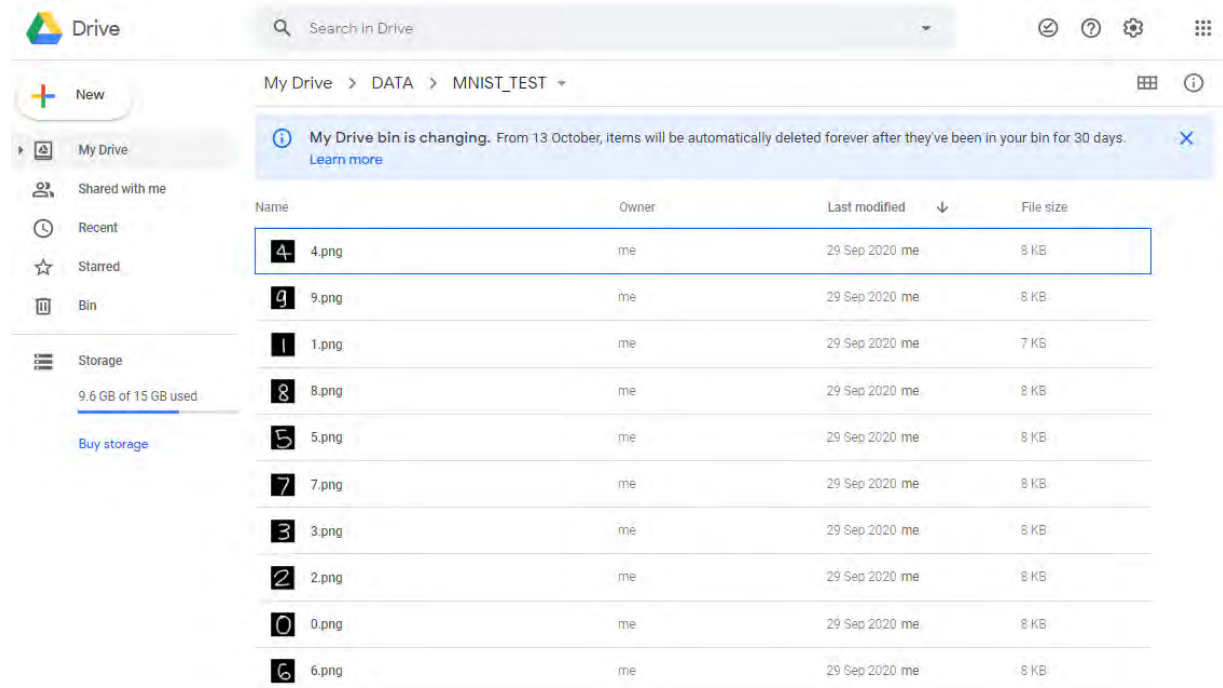 Drive
Search in Drive
New
My Drive > DATA > MNIST_TEST
My Drive bin is changing. From 13 October, items will be automatically deleted forever after they've been in your bin for 30 days.
Learn more
My Drive
Shared with me
Recent
Starred
Bin
Storage
9.6 GB of 15 GB used
Buy storage
Name Owner Last modified File size
4 4.png me 29 Sep 2020 me 8 KB
9 9.png me 29 Sep 2020 me 8 KB
1 1.png me 29 Sep 2020 me 7 KB
8 8.png me 29 Sep 2020 me 8 KB
5 5.png me 29 Sep 2020 me 8 KB
7 7.png me 29 Sep 2020 me 8 KB
3 3.png me 29 Sep 2020 me 8 KB
2 2.png me 29 Sep 2020 me 8 KB
0 0.png me 29 Sep 2020 me 8 KB
6 6.png me 29 Sep 2020 me 8 KB